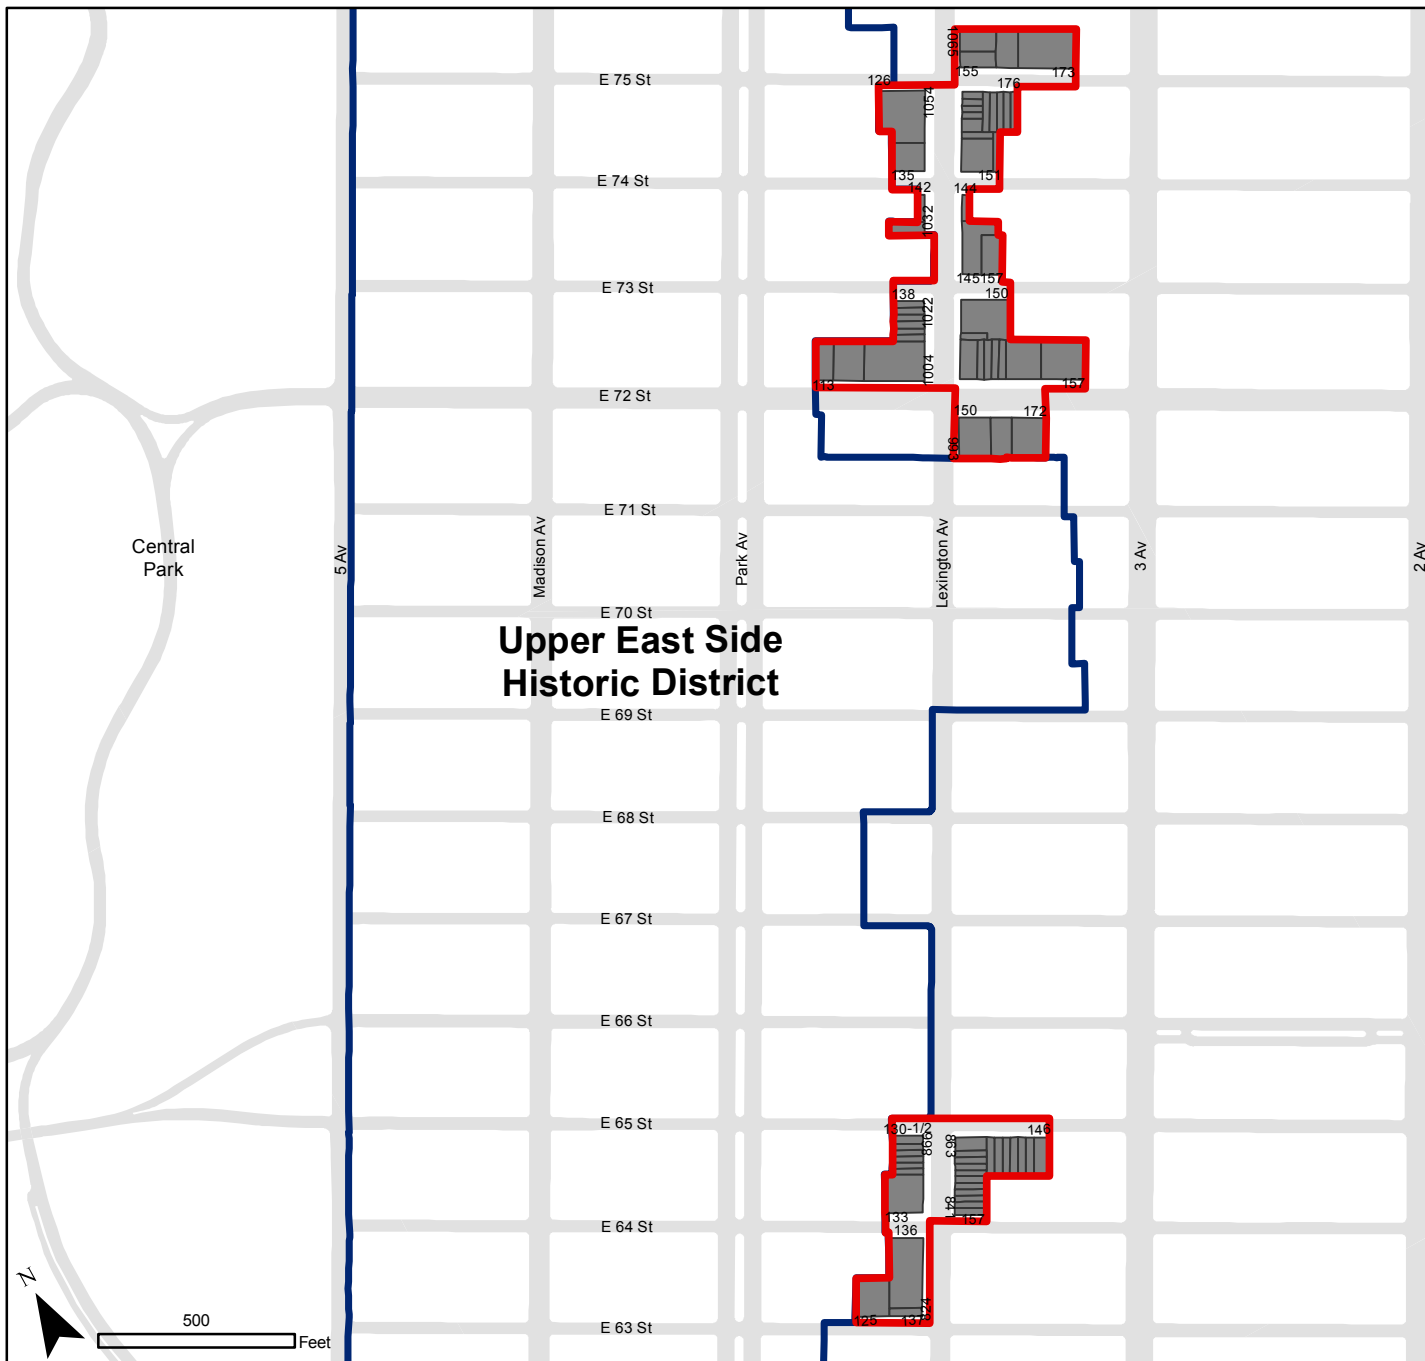 1065
155
173
E 75 St
126
1054
176
E 74 St
135
151
142
144
1032
E 73 St
145
157
138
150
1022
1004
113
157
E 72 St
150
172
993
E 71 St
Central
Park
5 Av
Madison Av
Park Av
Lexington Av
3 Av
2 Av
E 70 St
Upper East Side
Historic District
E 69 St
E 68 St
E 67 St
E 66 St
E 65 St
130-1/2
868
863
146
841
133
157
E 64 St
136
824
125
137
E 63 St
N
500
Feet